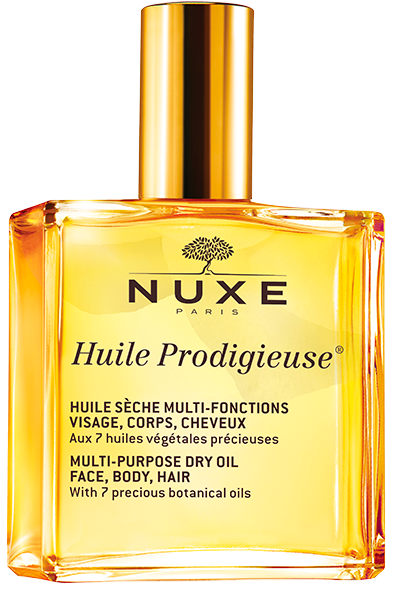 NUXE
PARIS
Huile Prodigieuse®
HUILE SÈCHE MULTI-FONCTIONS
VISAGE, CORPS, CHEVEUX
Aux 7 huiles végétales précieuses
MULTI-PURPOSE DRY OIL
FACE, BODY, HAIR
With 7 precious botanical oils